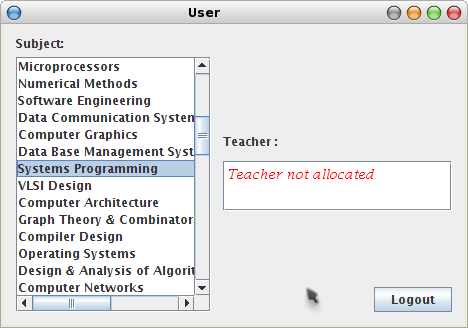 User
Subject:
Microprocessors
Numerical Methods
Software Engineering
Data Communication System
Computer Graphics
Data Base Management Syst
Systems Programming
VLSI Design
Computer Architecture
Graph Theory & Combinator
Compiler Design
Operating Systems
Design & Analysis of Algorit
Computer Networks
Teacher :
Teacher not allocated
Logout